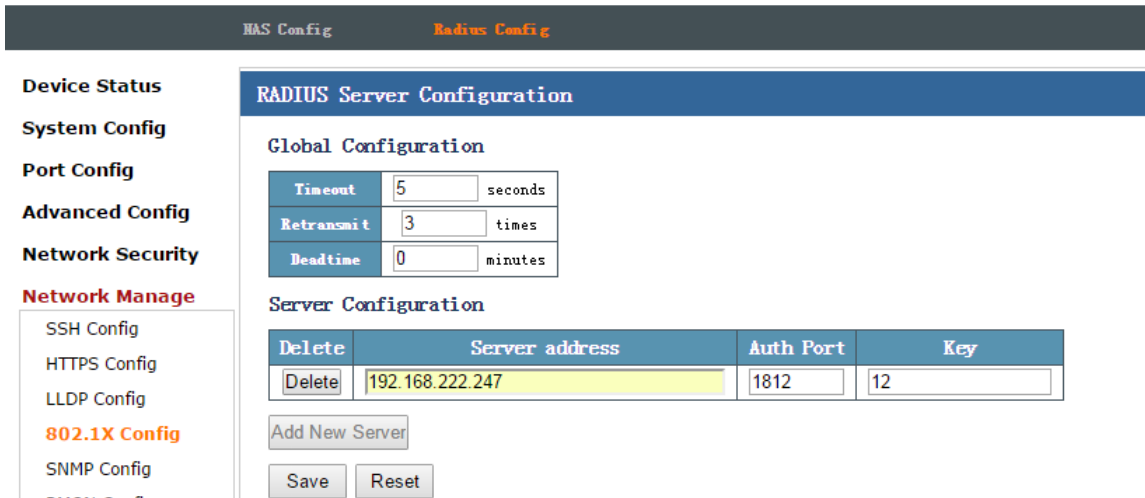 NAS Config Radius Config
Device Status
System Config
Port Config
Advanced Config
Network Security
Network Manage
SSH Config
HTTPS Config
LLDP Config
802.1X Config
SNMP Config
RADIUS Server Configuration
Global Configuration
Timeout 5 seconds
Retransmit 3 times
Deadtime 0 minutes
Server Configuration
Delete Server address Auth Port Key
Delete 192.168.222.247 1812 12
Add New Server
Save Reset